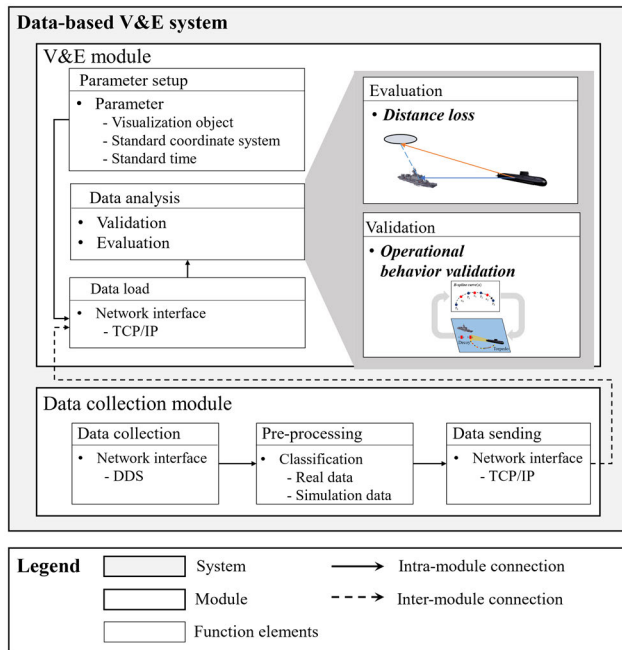 Data-based V&E system
V&E module
Parameter setup
• Parameter
- Visualization object
- Standard coordinate system
- Standard time
Data analysis
• Validation
• Evaluation
Data load
• Network interface
- TCP/IP
Evaluation
• Distance loss
Validation
• Operational
behavior validation
Data collection module
Data collection
• Network interface
- DDS
Pre-processing
• Classification
- Real data
- Simulation data
Data sending
• Network interface
- TCP/IP
Legend
System
Module
Function elements
Intra-module connection
Inter-module connection